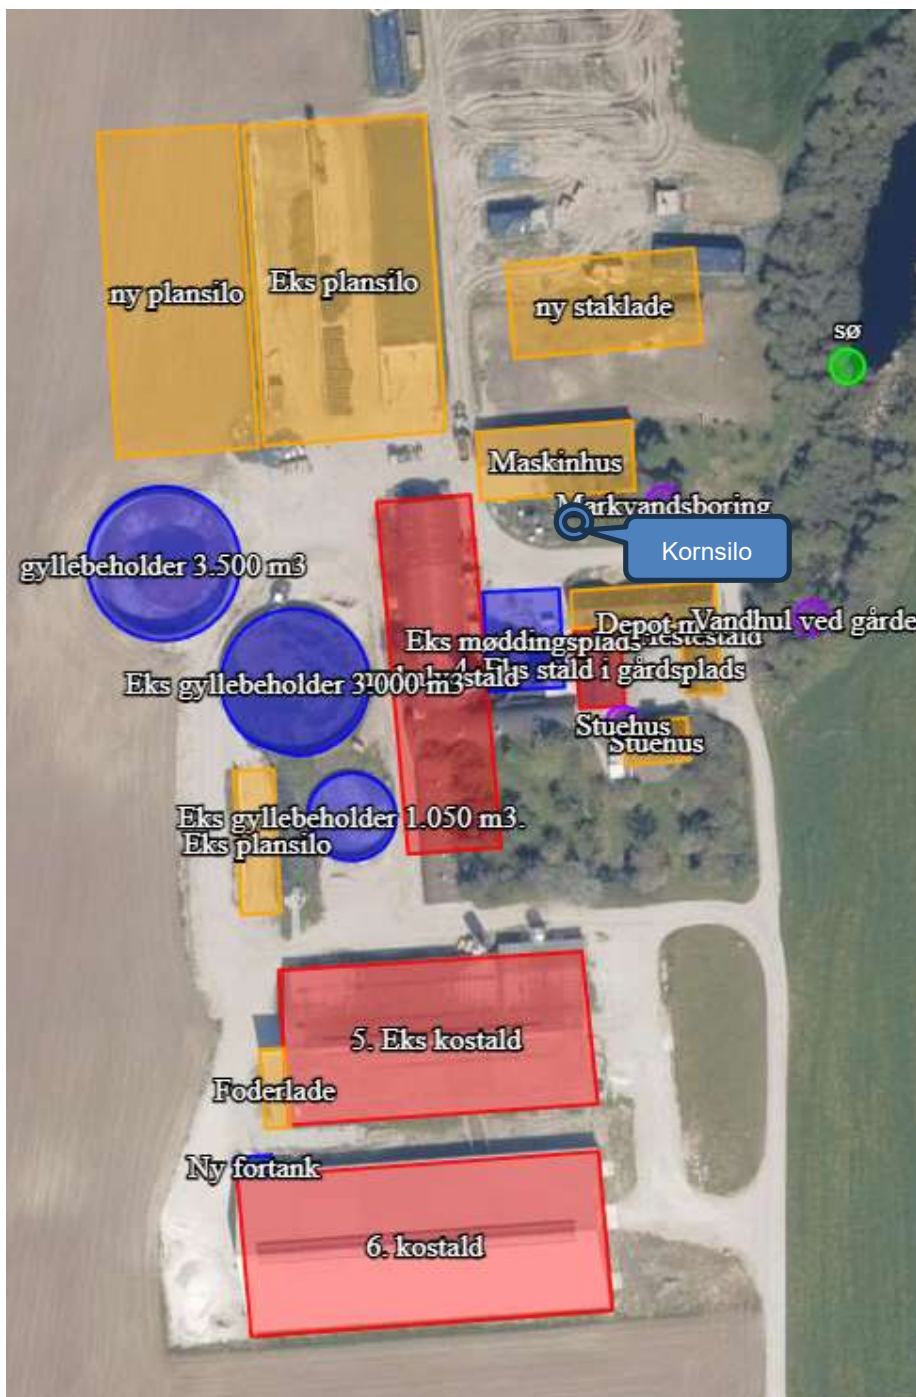 ny plansilo
Eks plansilo
ny staklade
sø
Maskinhus
Markvandsboring
Kornsilo
gyllebeholder 3.500 m3
Depot
Vandhul ved gårde
Eks møddingsplads
Hestestald
Eks stald i gårdsplads
Eks gyllebeholder 3.000 m3
Stuehus
Stuehus
Eks gyllebeholder 1.050 m3.
Eks plansilo
5. Eks kostald
Foderlade
Ny fortank
6. kostald